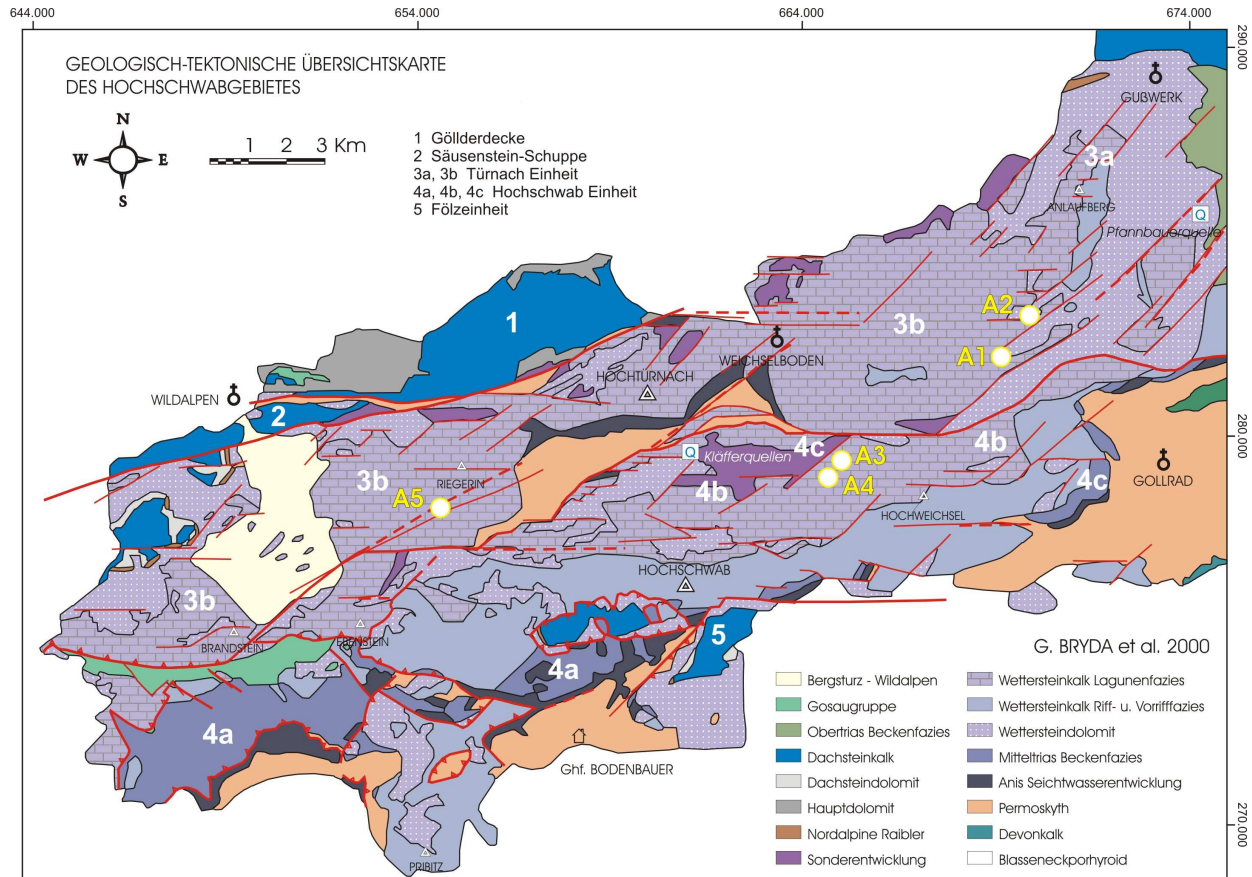 644.000
654.000
664.000
674.000
290.000
280.000
270.000
GEOLOGISCH-TEKTONISCHE ÜBERSICHTSKARTE
DES HOCHSCHWABGEBIETES
N
W E
S
1 2 3 Km
1 Göllderdecke
2 Säusenstein-Schuppe
3a, 3b Türnach Einheit
4a, 4b, 4c Hochschwab Einheit
5 Fölzeinheit
GUßWERK
3a
ANLAUFBERG
Q
Pfannbauerquelle
1
A2
3b
A1
WEICHSELBODEN
HOCHTÜRNACH
WILDALPEN
2
4c
4b
Q
Kläfferquellen
A3
3b
RIEGERIN
4b
A4
4c
GOLLRAD
A5
HOCHWEICHSEL
HOCHSCHWAB
3b
BRANDSTEIN
EBENSTEIN
5
4a
4a
Ghf. BODENBAUER
PRIBITZ
G. BRYDA et al. 2000
Bergsturz - Wildalpen
Gosaugruppe
Obertrias Beckenfazies
Dachsteinkalk
Dachsteindolomit
Hauptdolomit
Nordalpine Raibler
Sonderentwicklung
Wettersteinkalk Lagunenfazies
Wettersteinkalk Riff- u. Vorrifffazies
Wettersteindolomit
Mitteltrias Beckenfazies
Anis Seichtwasserentwicklung
Permoskyth
Devonkalk
Blasseneckporhyroid